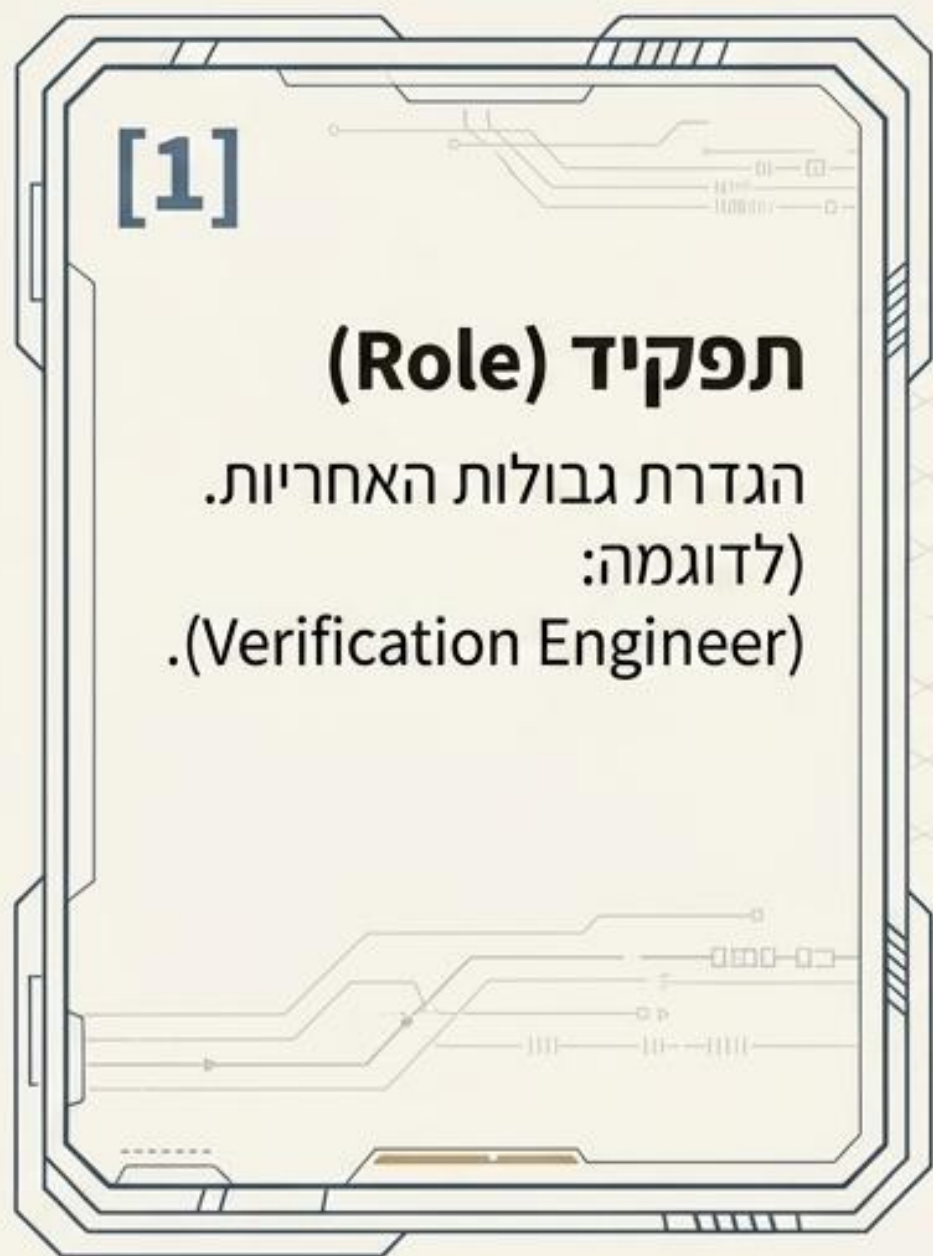 [1]
תפקיד (Role)
הגדרת גבולות האחריות.
(לדוגמה:
(Verification Engineer).